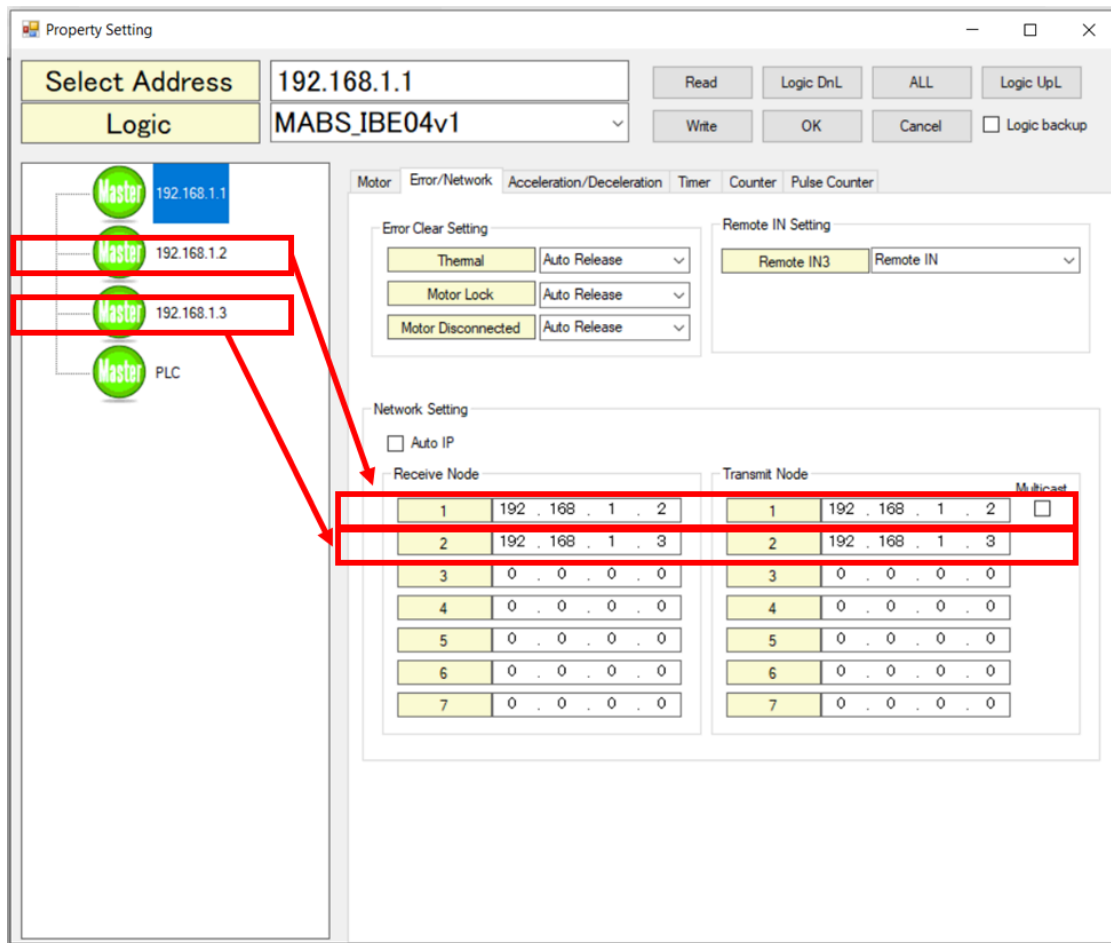 Property Setting
Select Address 192.168.1.1 Read Logic DnL ALL Logic UpL
Logic MABS_IBE04v1 Write OK Cancel Logic backup
Master 192.168.1.1
Master 192.168.1.2
Master 192.168.1.3
Master PLC
Motor Error/Network Acceleration/Deceleration Timer Counter Pulse Counter
Error Clear Setting
Thermal Auto Release
Motor Lock Auto Release
Motor Disconnected Auto Release
Remote IN Setting
Remote IN3 Remote IN
Network Setting
Auto IP
Receive Node
1 192 . 168 . 1 . 2
2 192 . 168 . 1 . 3
3 0 . 0 . 0 . 0
4 0 . 0 . 0 . 0
5 0 . 0 . 0 . 0
6 0 . 0 . 0 . 0
7 0 . 0 . 0 . 0
Transmit Node
Multicast
1 192 . 168 . 1 . 2
2 192 . 168 . 1 . 3
3 0 . 0 . 0 . 0
4 0 . 0 . 0 . 0
5 0 . 0 . 0 . 0
6 0 . 0 . 0 . 0
7 0 . 0 . 0 . 0